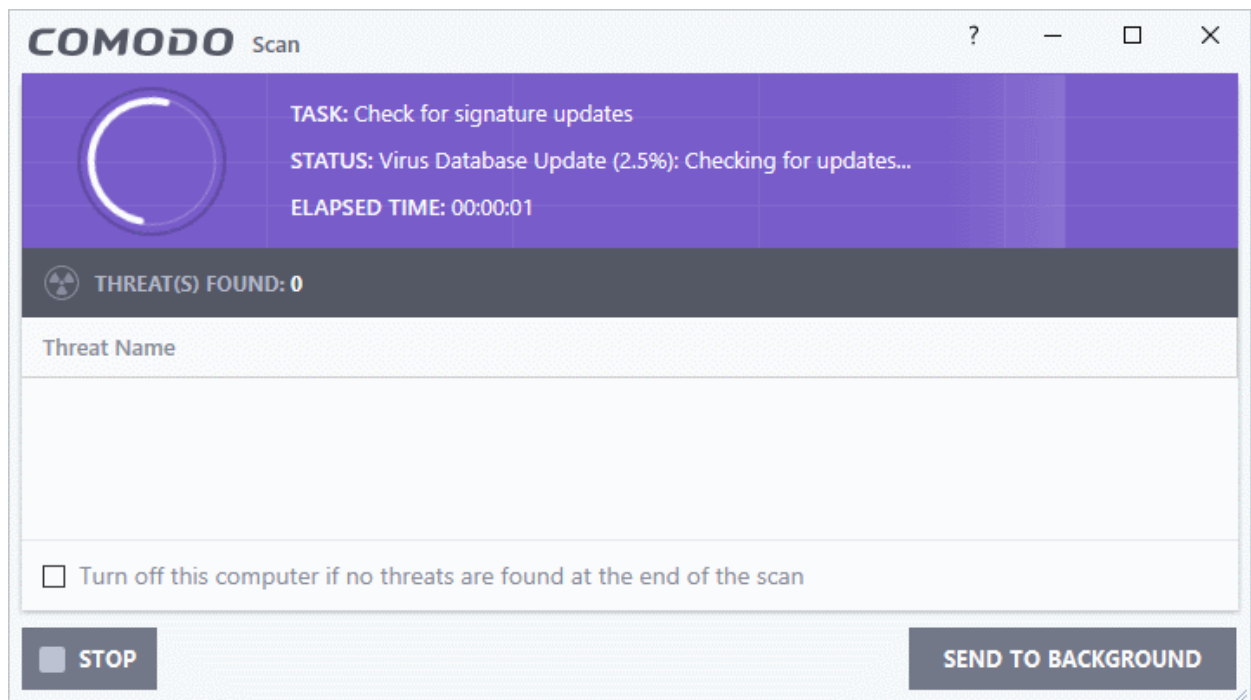 COMODO Scan ?
TASK: Check for signature updates
STATUS: Virus Database Update (2.5%): Checking for updates...
ELAPSED TIME: 00:00:01
THREAT(S) FOUND: 0
Threat Name
Turn off this computer if no threats are found at the end of the scan
STOP SEND TO BACKGROUND